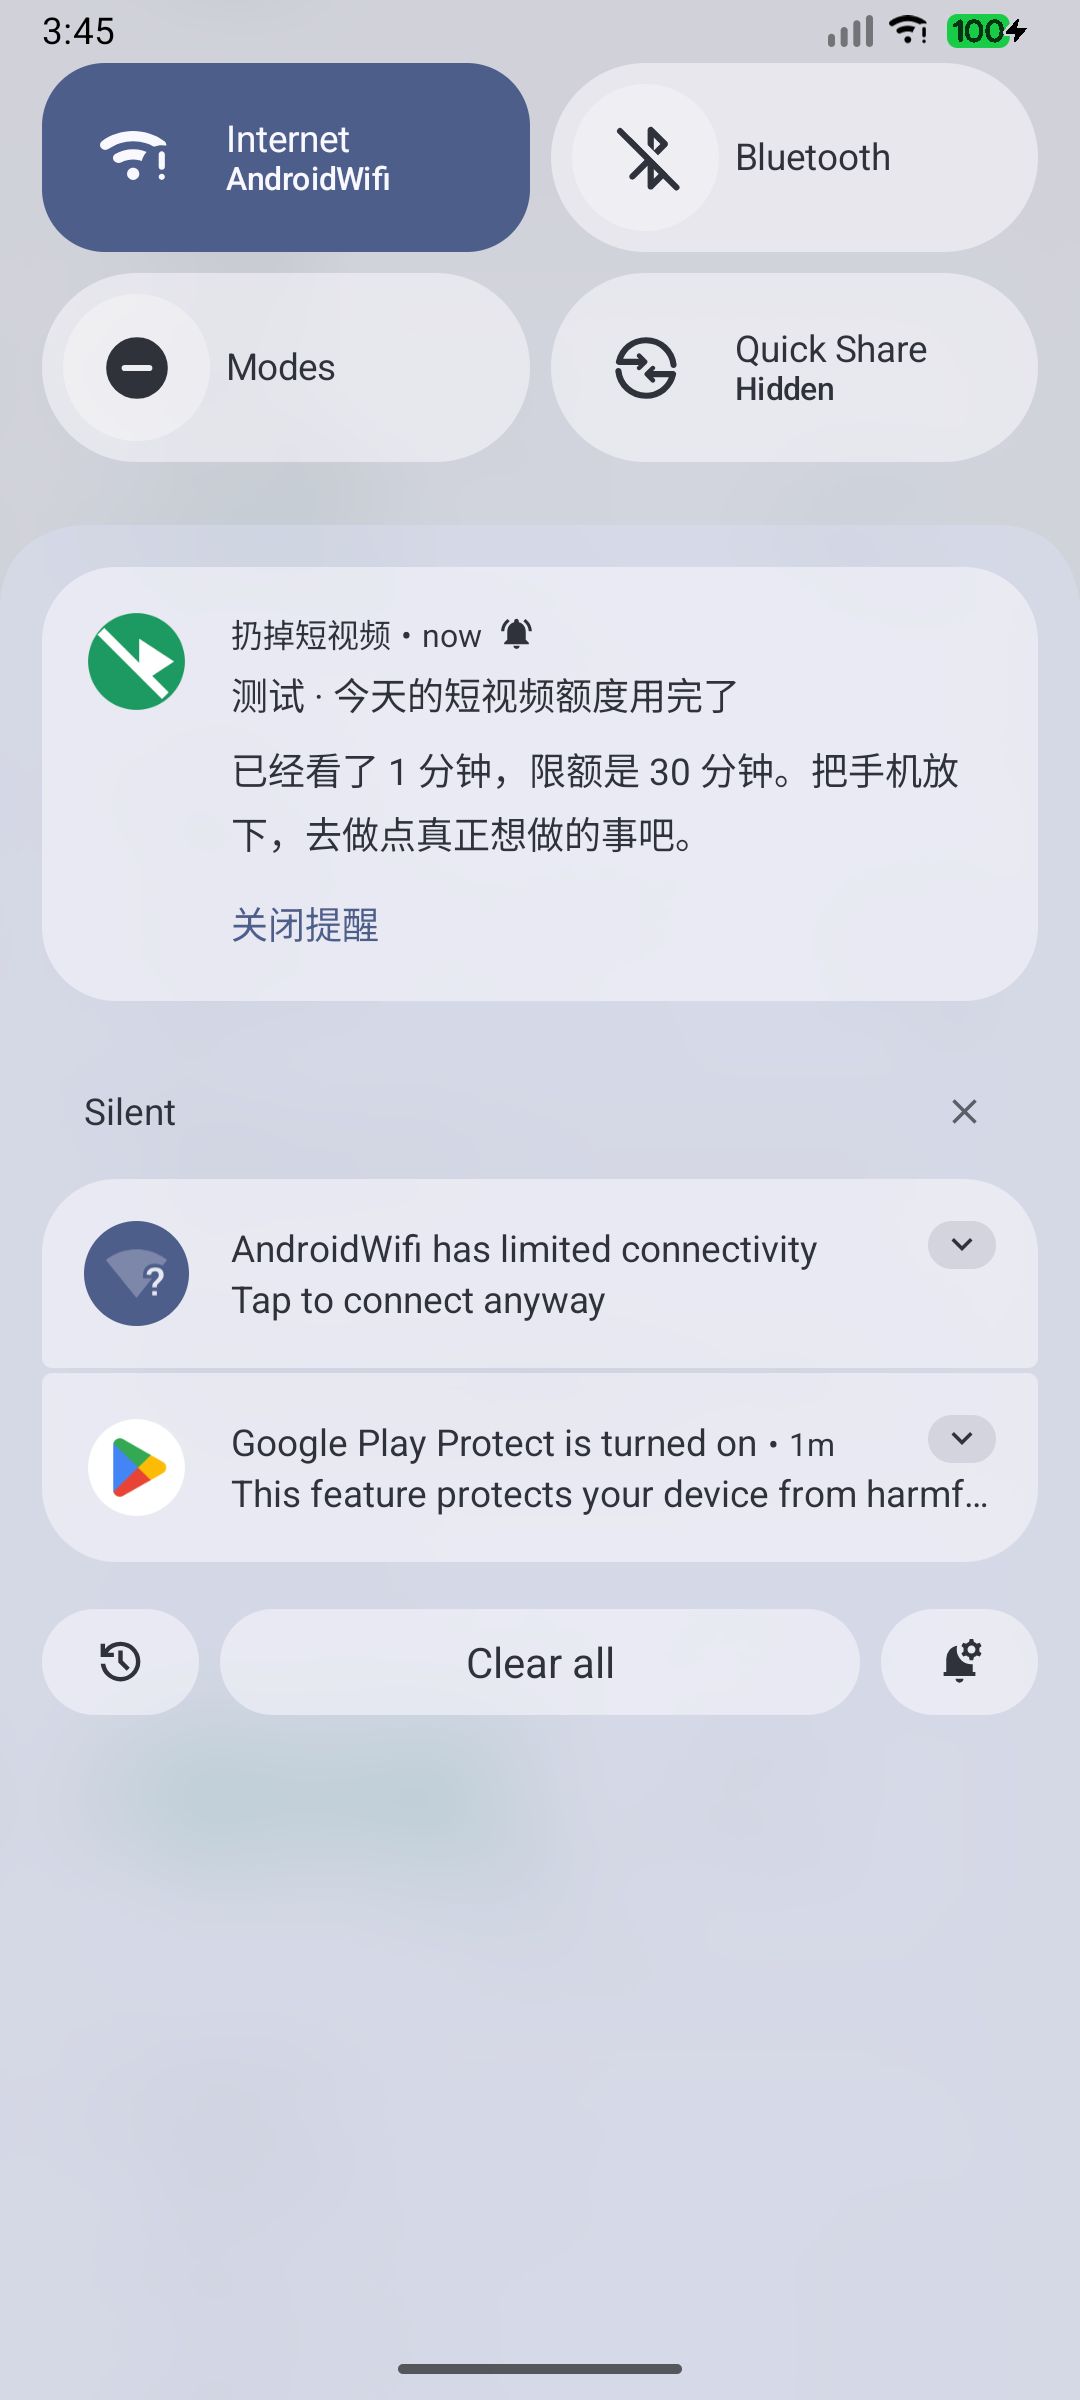 3:45
100
Internet
AndroidWifi
Bluetooth
Modes
Quick Share
Hidden
扔掉短视频 • now
测试 · 今天的短视频额度用完了
已经看了 1 分钟，限额是 30 分钟。把手机放
下，去做点真正想做的事吧。
关闭提醒
Silent
AndroidWifi has limited connectivity
Tap to connect anyway
Google Play Protect is turned on • 1m
This feature protects your device from harmf…
Clear all